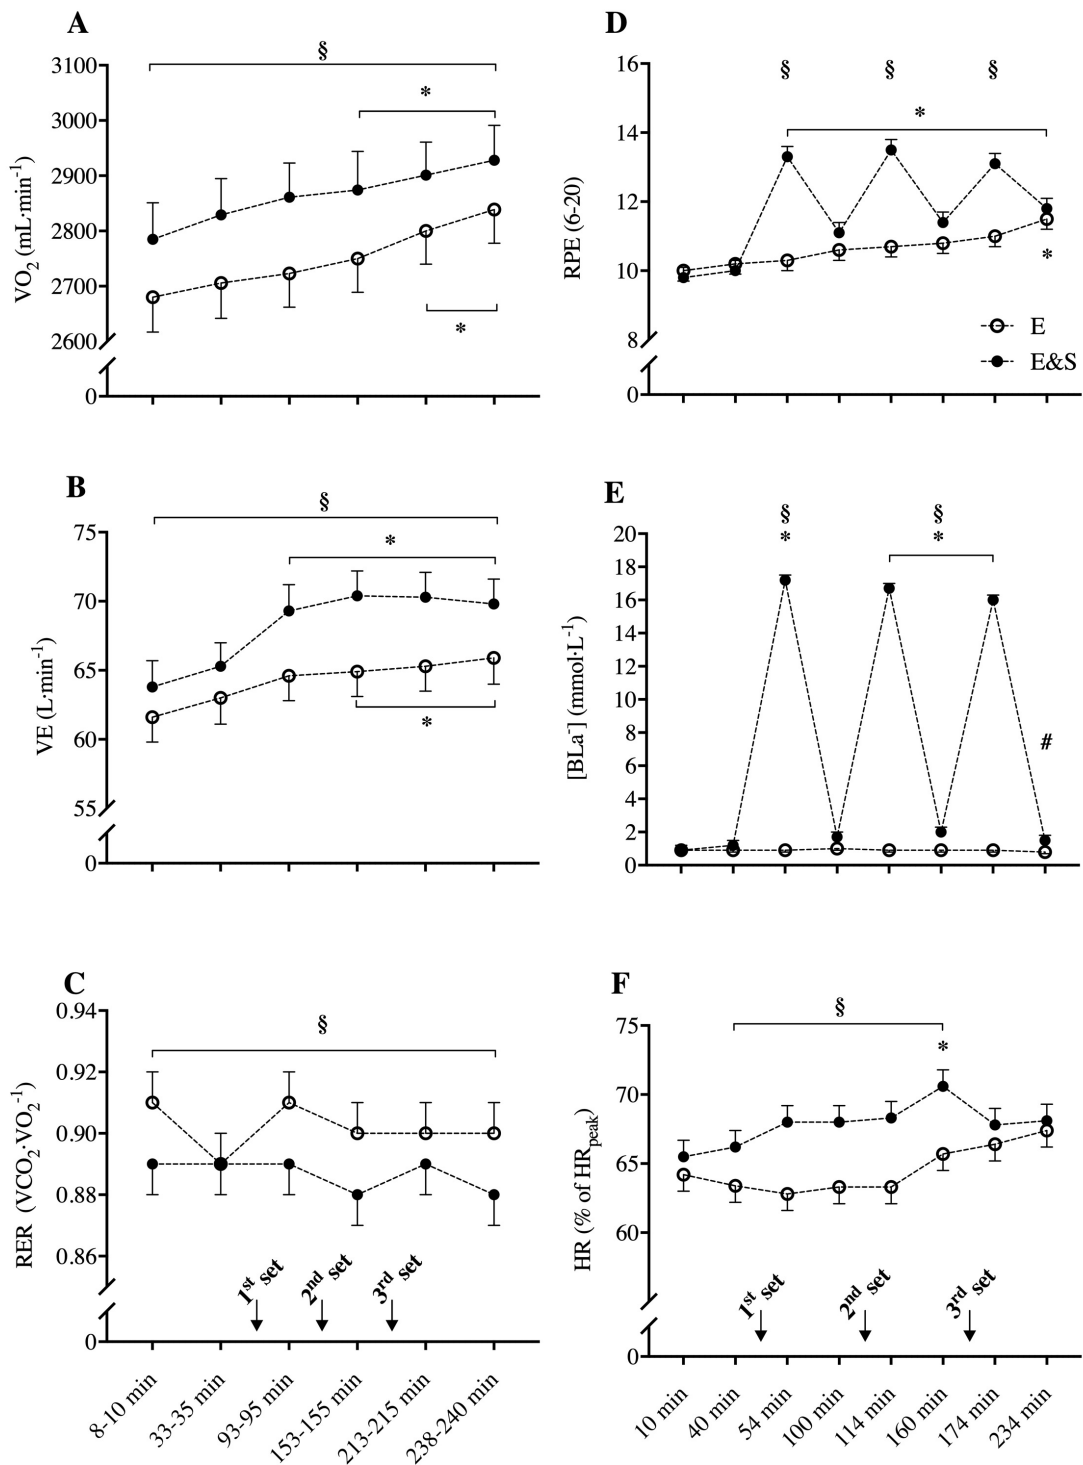 A
§
3100
*
3000
2900
2800
2700
2600
*
0
VO2 (mL·min-1)
D
16
§ § §
*
14
12
10
*
8
0
RPE (6-20)
E
E&S
B
§
75
*
70
65
60
*
55
0
VE (L·min-1)
E
§ §
* *
20
18
16
14
12
10
8
#
6
4
2
0
[BLa-] (mmol·L-1)
C
0.94
§
0.92
0.90
0.88
0.86
0
RER (VCO2·VO2-1)
1st set
2nd set
3rd set
8-10 min
33-35 min
93-95 min
153-155 min
213-215 min
238-240 min
F
§
75
*
70
65
60
0
HR (% of HRpeak)
1st set
2nd set
3rd set
10 min
40 min
54 min
100 min
114 min
160 min
174 min
234 min